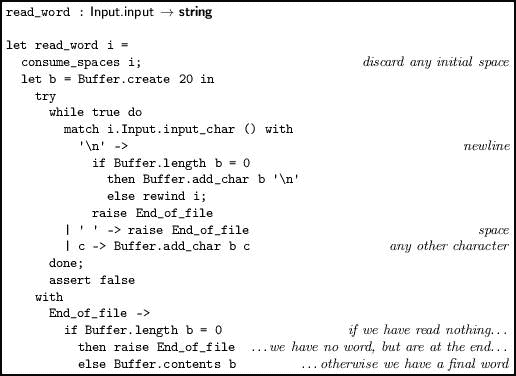 read_word : Input.input → string
let read_word i =
consume_spaces i; discard any initial space
let b = Buffer.create 20 in
try
while true do
match i.Input.input_char () with
'\n' -> newline
if Buffer.length b = 0
then Buffer.add_char b '\n'
else rewind i;
raise End_of_file
| ' ' -> raise End_of_file space
| c -> Buffer.add_char b c any other character
done;
assert false
with
End_of_file ->
if Buffer.length b = 0 if we have read nothing...
then raise End_of_file ...we have no word, but are at the end...
else Buffer.contents b ...otherwise we have a final word